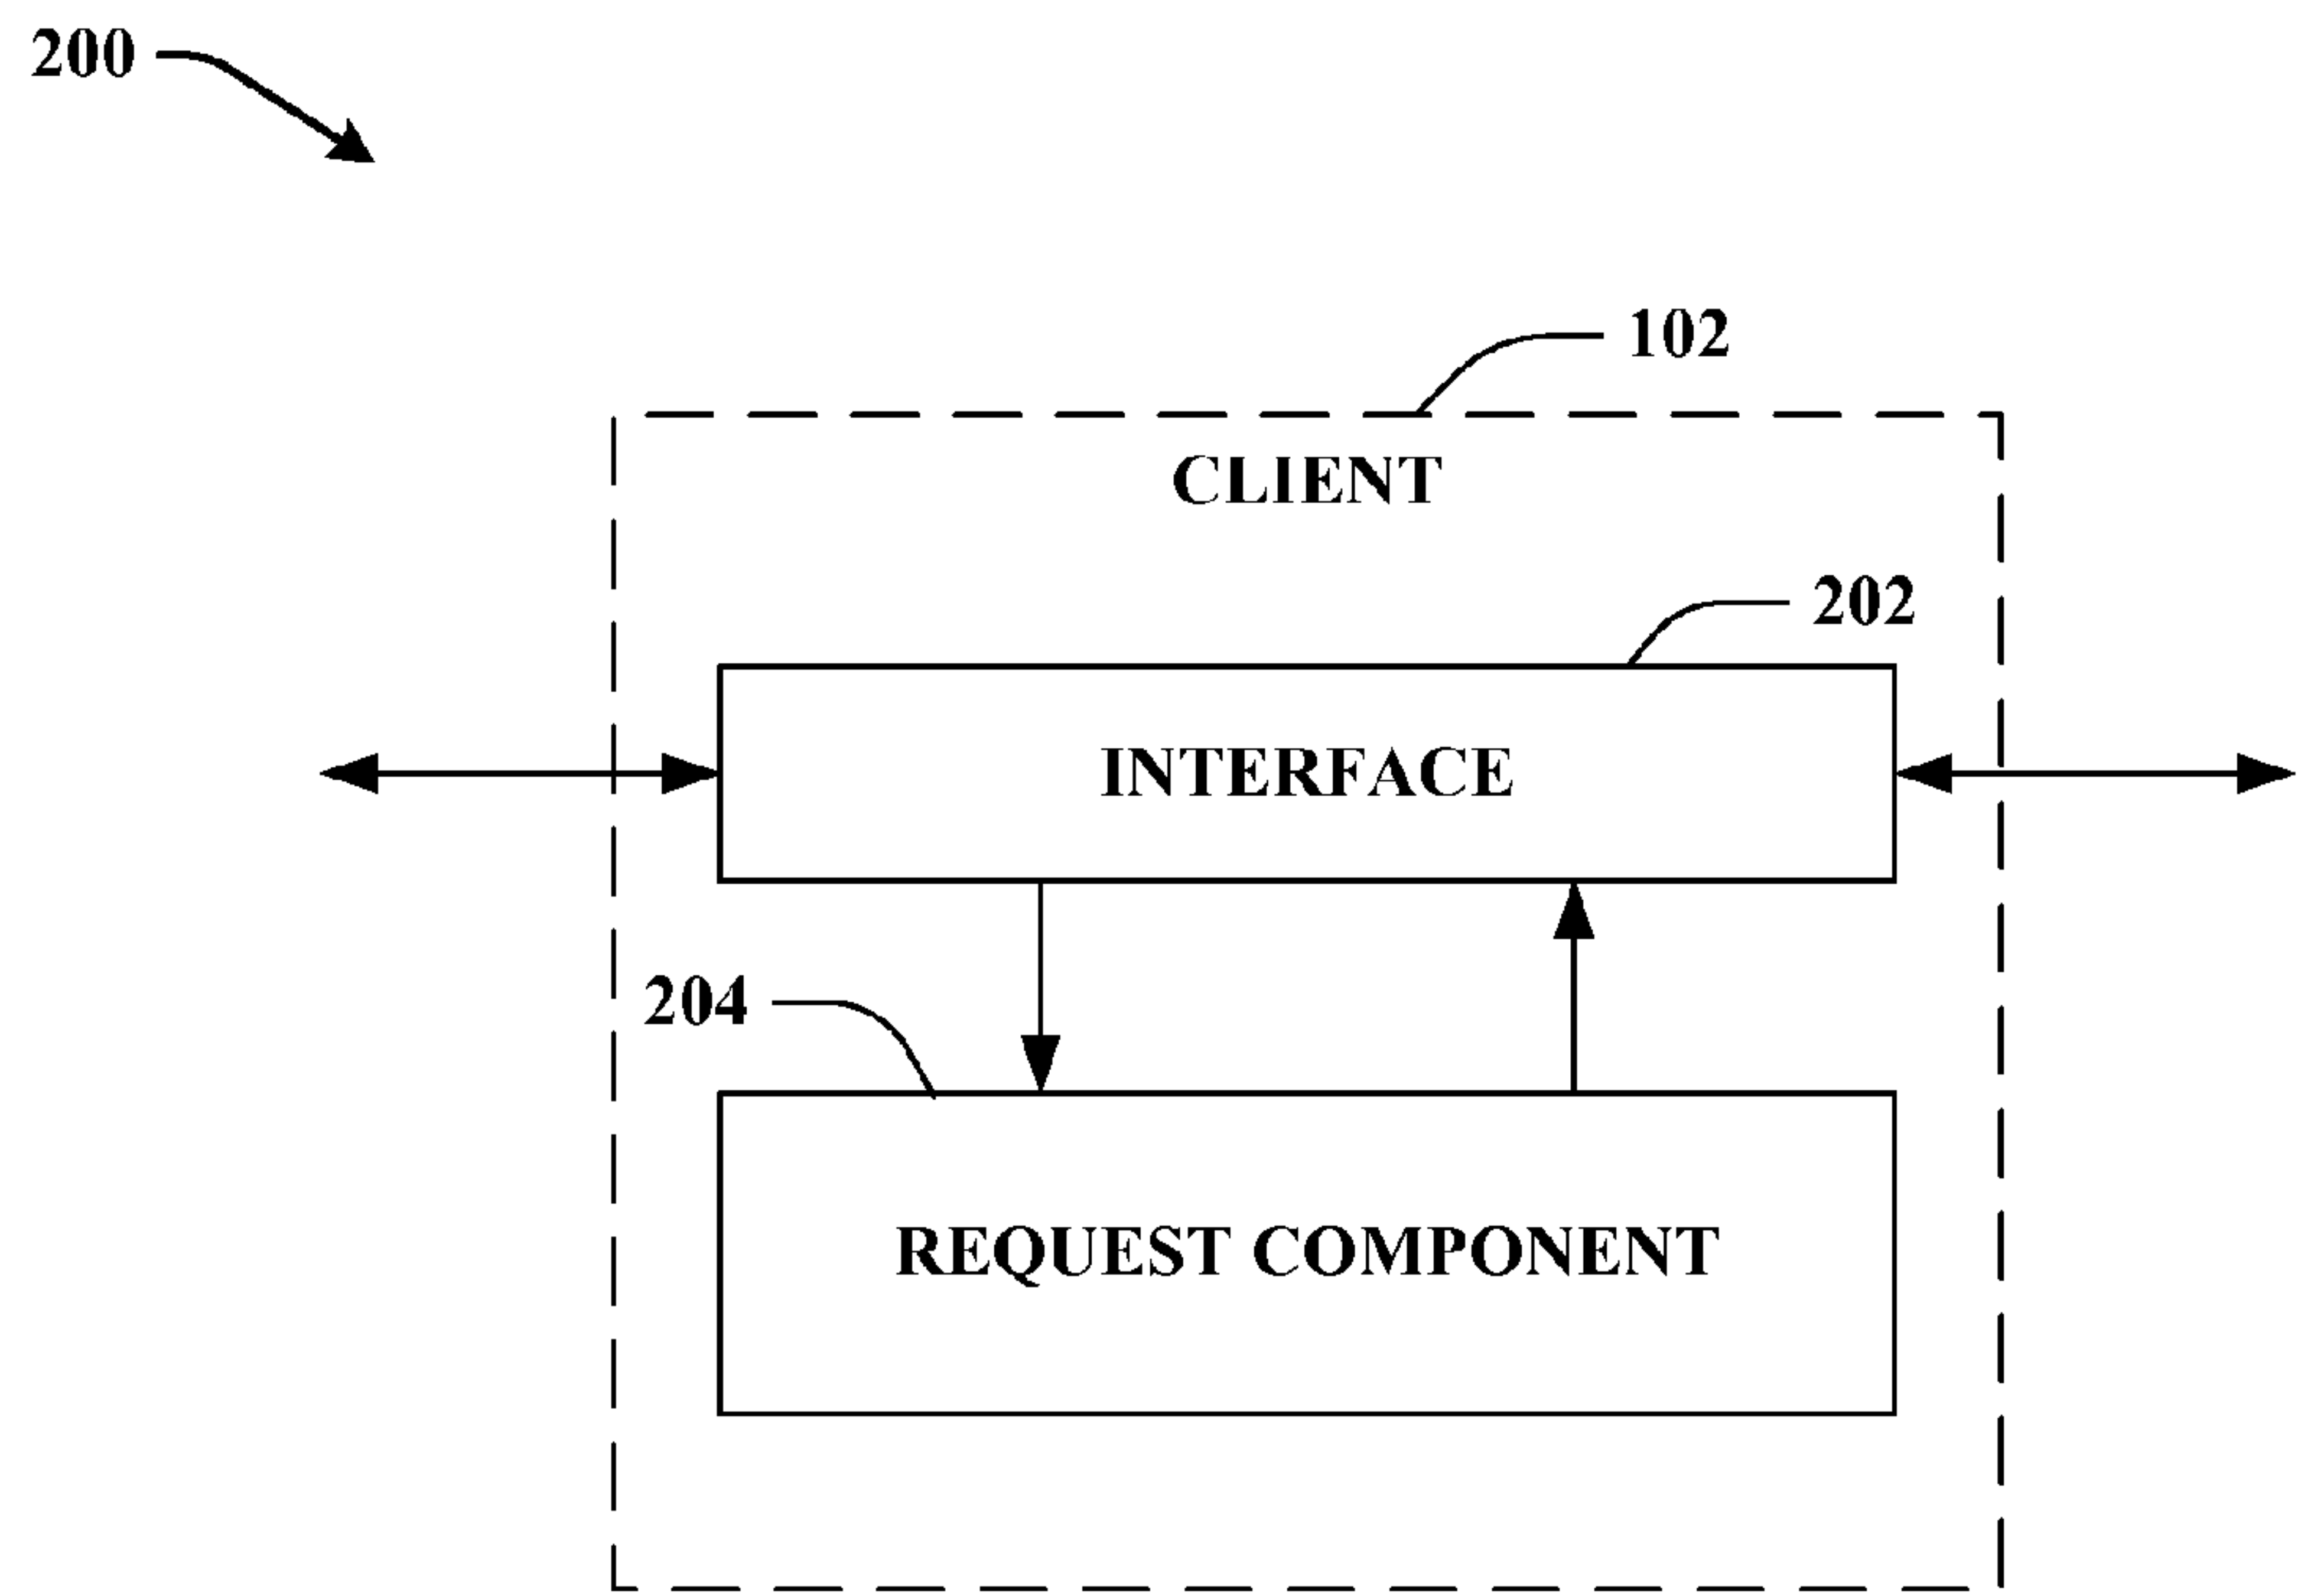 200
102
CLIENT
202
INTERFACE
204
REQUEST COMPONENT